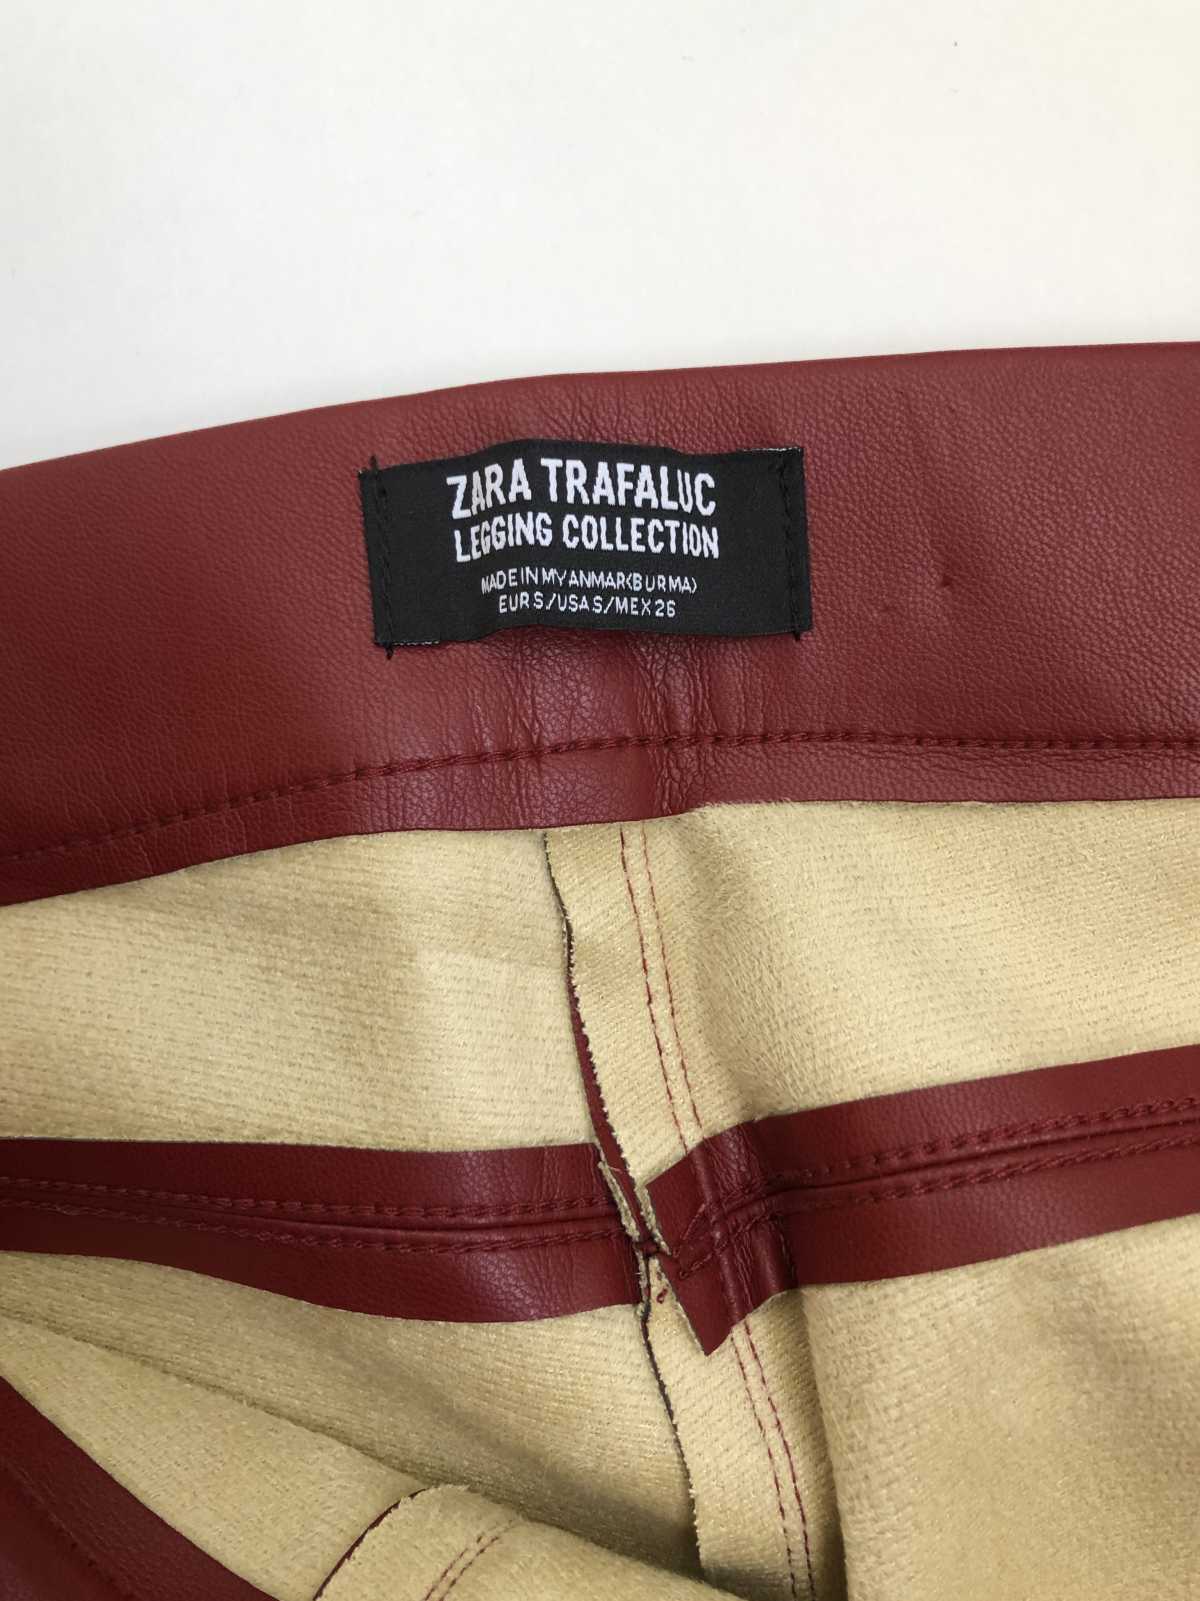 ZARA TRAFALUC
LEGGING COLLECTION
MADE IN MYANMAR(BURMA)
EUR S/USA S/MEX 26